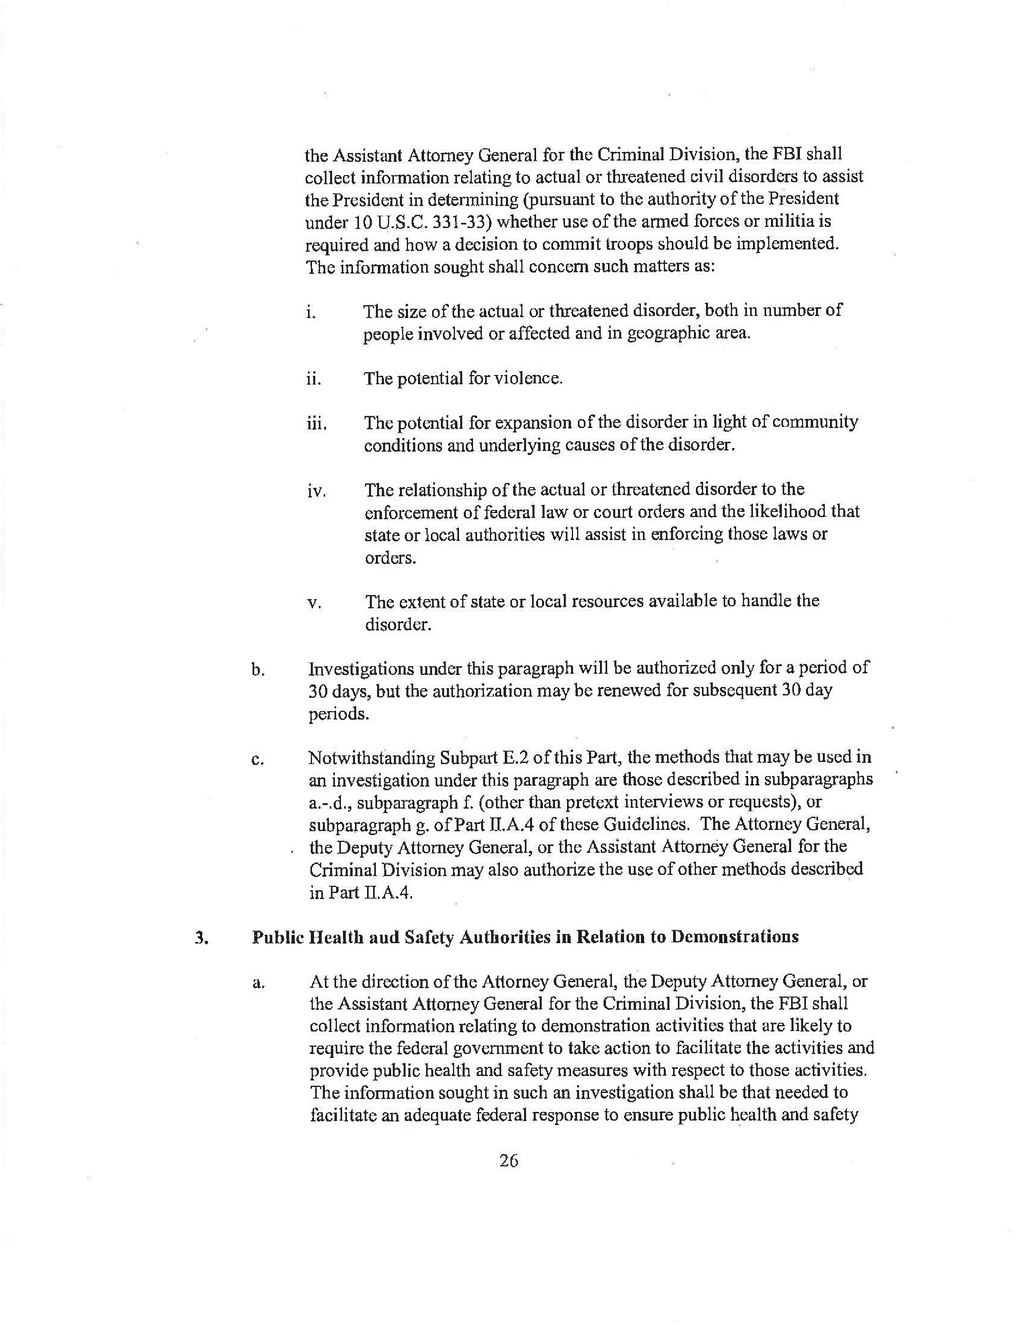 the Assistant Attorney General for the Criminal Division, the FBI shall
collect information relating to actual or threatened civil disorders to assist
the President in determining (pursuant to the authority of the President
under 10 U.S.C. 331-33) whether use of the armed forces or militia is
required and how a decision to commit troops should be implemented.
The information sought shall concern such matters as:
i. The size of the actual or threatened disorder, both in number of
people involved or affected and in geographic area.
ii. The potential for violence.
iii. The potential for expansion of the disorder in light of community
conditions and underlying causes of the disorder.
iv. The relationship of the actual or threatened disorder to the
enforcement of federal law or court orders and the likelihood that
state or local authorities will assist in enforcing those laws or
orders.
v. The extent of state or local resources available to handle the
disorder.
b. Investigations under this paragraph will be authorized only for a period of
30 days, but the authorization may be renewed for subsequent 30 day
periods.
c. Notwithstanding Subpart E.2 of this Part, the methods that may be used in
an investigation under this paragraph are those described in subparagraphs
a.-.d., subparagraph f. (other than pretext interviews or requests), or
subparagraph g. of Part II.A.4 of these Guidelines. The Attorney General,
the Deputy Attorney General, or the Assistant Attorney General for the
Criminal Division may also authorize the use of other methods described
in Part II.A.4.
3. Public Health and Safety Authorities in Relation to Demonstrations
a. At the direction of the Attorney General, the Deputy Attorney General, or
the Assistant Attorney General for the Criminal Division, the FBI shall
collect information relating to demonstration activities that are likely to
require the federal government to take action to facilitate the activities and
provide public health and safety measures with respect to those activities.
The information sought in such an investigation shall be that needed to
facilitate an adequate federal response to ensure public health and safety
26